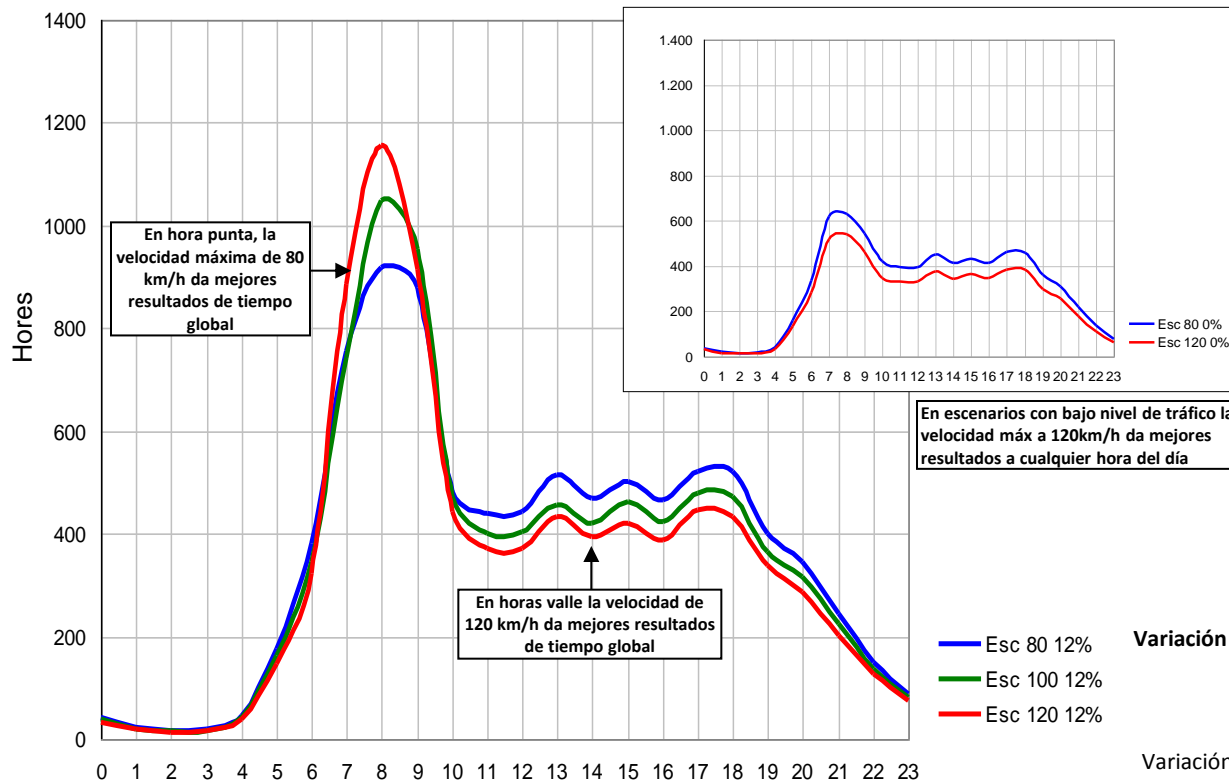 1400
1200
1000
800
600
400
200
0
Hores
0 1 2 3 4 5 6 7 8 9 10 11 12 13 14 15 16 17 18 19 20 21 22 23
En hora punta, la
velocidad máxima de 80
km/h da mejores
resultados de tiempo
global
En horas valle la velocidad de
120 km/h da mejores resultados
de tiempo global
1.400
1.200
1.000
800
600
400
200
0
0 1 2 3 4 5 6 7 8 9 10 11 12 13 14 15 16 17 18 19 20 21 22 23
Esc 80 0%
Esc 120 0%
En escenarios con bajo nivel de tráfico la
velocidad máx a 120km/h da mejores
resultados a cualquier hora del día
Esc 80 12%
Esc 100 12%
Esc 120 12%
Variación
Variación